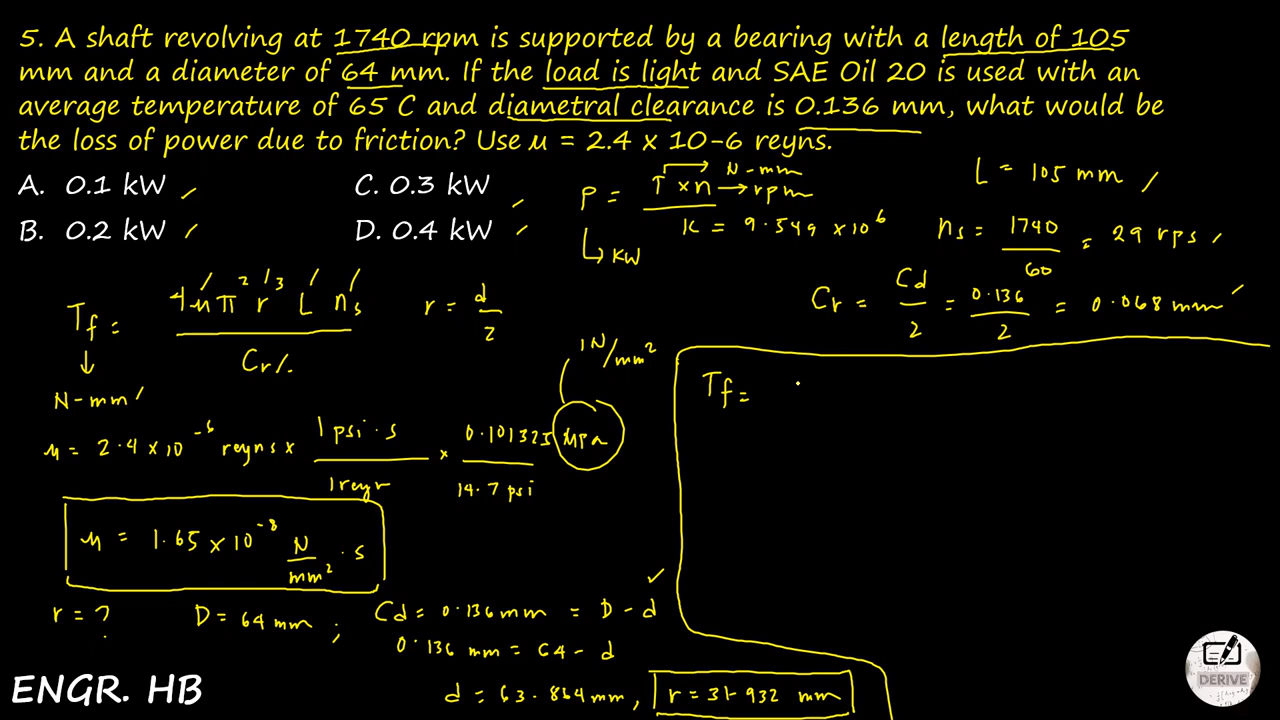 5. A shaft revolving at 1740 rpm is supported by a bearing with a length of 105
mm and a diameter of 64 mm. If the load is light and SAE Oil 20 is used with an
average temperature of 65 C and diametral clearance is 0.136 mm, what would be
the loss of power due to friction? Use μ = 2.4 x 10-6 reyns.
A. 0.1 kW
C. 0.3 kW
B. 0.2 kW
D. 0.4 kW
P = T × n / K = 9.549 × 10^6
N-mm
rpm
kW
L = 105 mm
ns = 1740 / 60 = 29 rps
Cr = Cd / 2 = 0.136 / 2 = 0.068 mm
Tf = 4μπ² r³ L ns / Cr
r = d / 2
N-mm
1 N/mm²
μ = 2.4 × 10^-6 reyns × 1 psi · s / 1 reyn × 0.101325 MPa / 14.7 psi
μ = 1.65 × 10^-8 N / mm² · s
r = ?
D = 64 mm ;
Cd = 0.136 mm = D - d
0.136 mm = 64 - d
d = 63.864 mm, r = 31.932 mm
Tf =
ENGR. HB
DERIVE